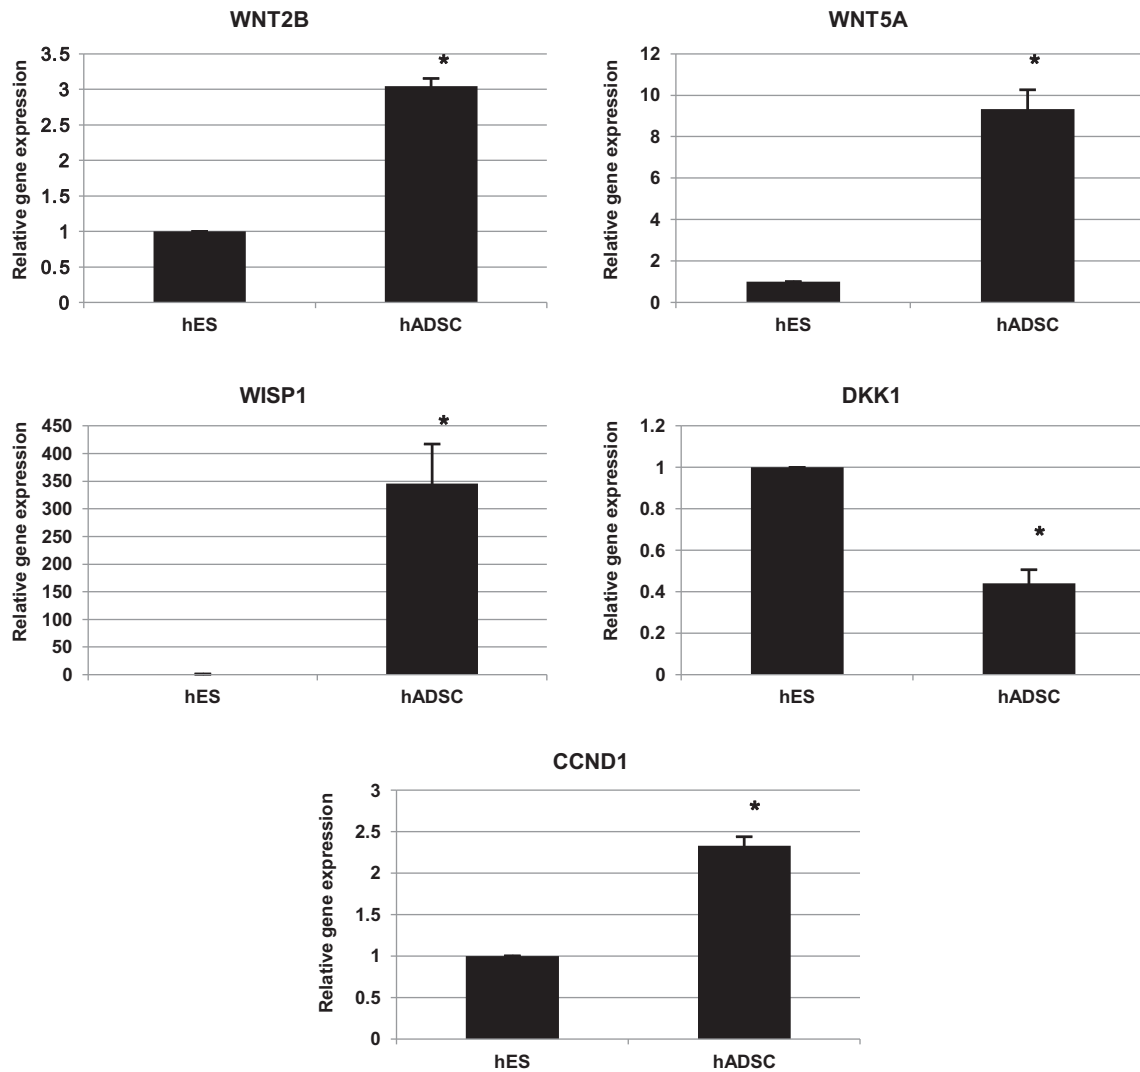 WNT2B
Relative gene expression
3.5
3
2.5
2
1.5
1
0.5
0
*
hES hADSC
WNT5A
Relative gene expression
12
10
8
6
4
2
0
*
hES hADSC
WISP1
Relative gene expression
450
400
350
300
250
200
150
100
50
0
*
hES hADSC
DKK1
Relative gene expression
1.2
1
0.8
0.6
0.4
0.2
0
*
hES hADSC
CCND1
Relative gene expression
3
2.5
2
1.5
1
0.5
0
*
hES hADSC